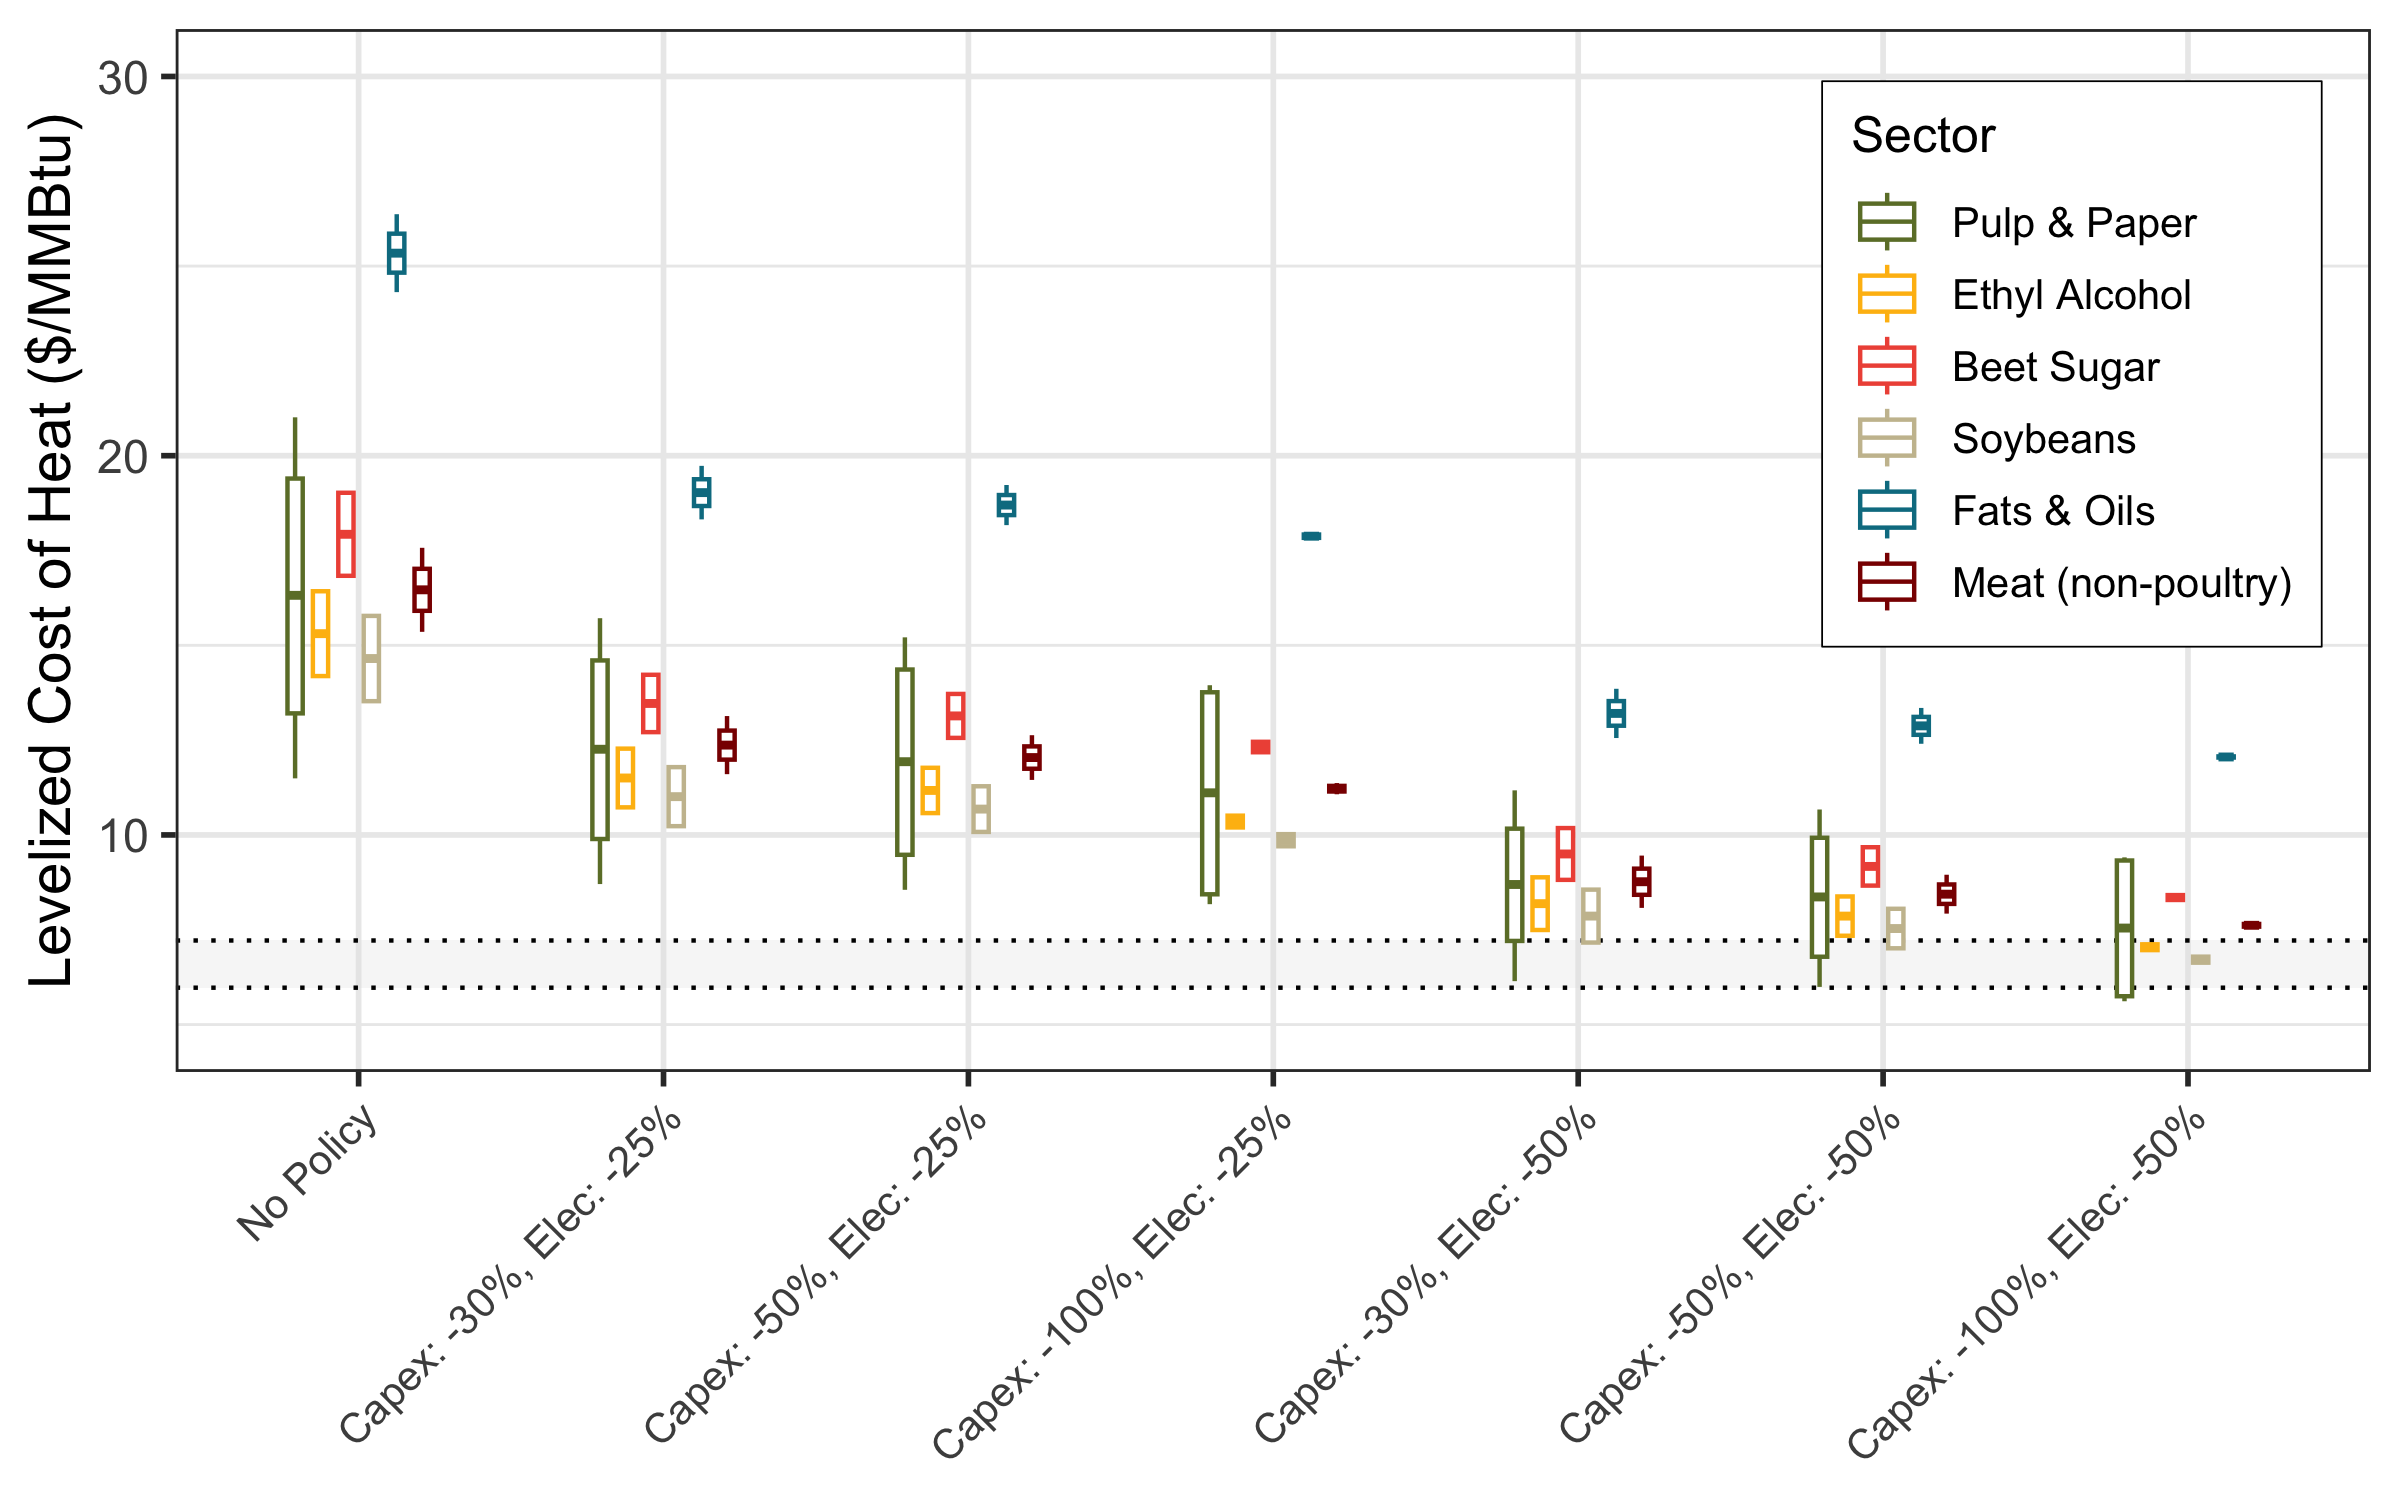 Levelized Cost of Heat ($/MMBtu)
30
20
10
Sector
Pulp & Paper
Ethyl Alcohol
Beet Sugar
Soybeans
Fats & Oils
Meat (non-poultry)
No Policy
Capex: -30%, Elec: -25%
Capex: -50%, Elec: -25%
Capex: -100%, Elec: -25%
Capex: -30%, Elec: -50%
Capex: -50%, Elec: -50%
Capex: -100%, Elec: -50%